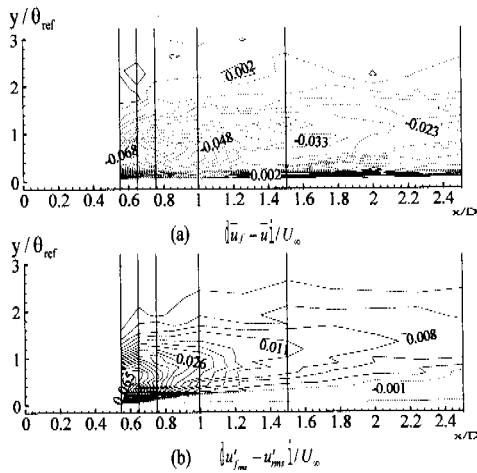 y/θref
3
0.002
2
-0.068
-0.048
-0.033
-0.023
1
0.002
0
0 0.2 0.4 0.6 0.8 1 1.2 1.4 1.6 1.8 2 2.2 2.4
x/D
(a) [u̅f – u̅]/U∞
y/θref
3
2
0.011
0.008
0.026
1
-0.001
0
0 0.2 0.4 0.6 0.8 1 1.2 1.4 1.6 1.8 2 2.2 2.4
x/D
(b) [u'frms – u'rms]/U∞